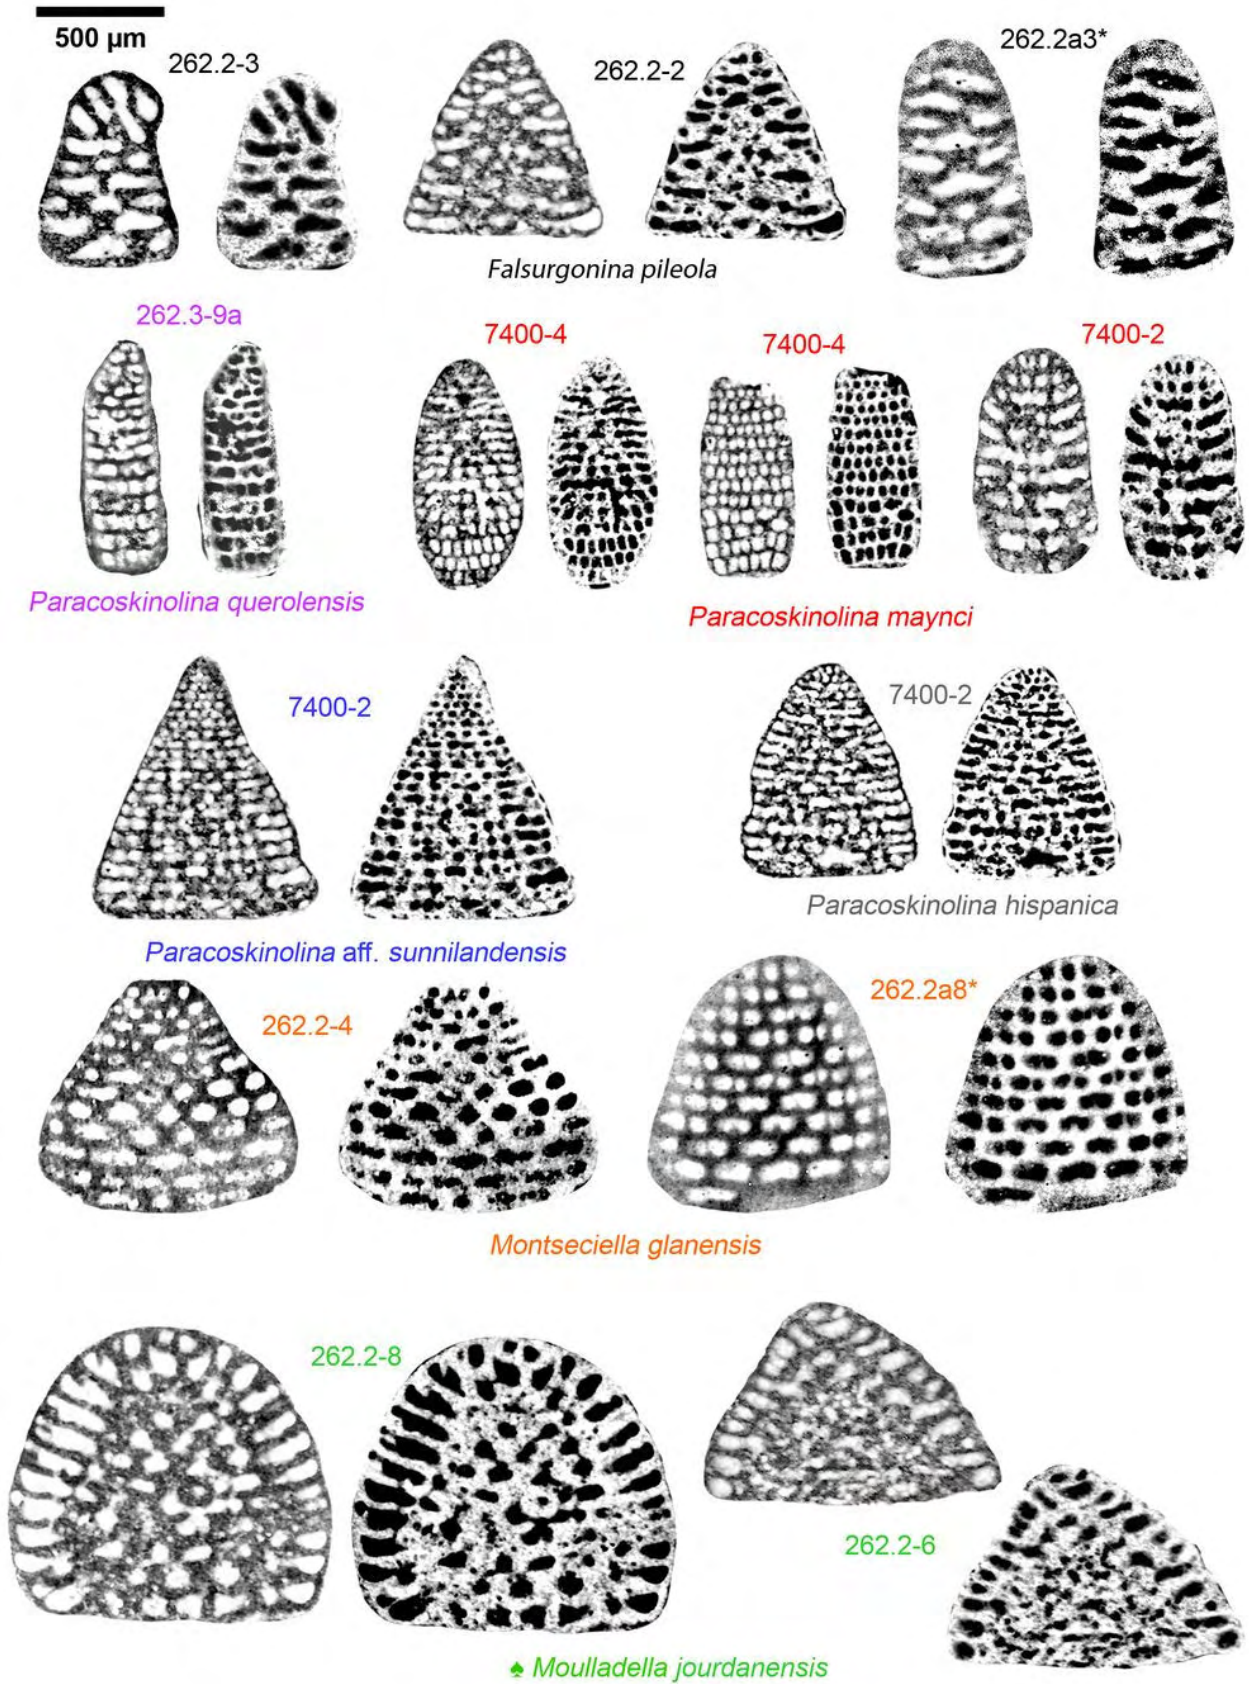 500 µm
262.2-3
262.2-2
262.2a3*
Falsurgonina pileola
262.3-9a
7400-4
7400-4
7400-2
Paracoskinolina querolensis
Paracoskinolina maynci
7400-2
7400-2
Paracoskinolina hispanica
Paracoskinolina aff. sunnilandensis
262.2-4
262.2a8*
Montseciella glanensis
262.2-8
262.2-6
♠ Moulladella jourdanensis